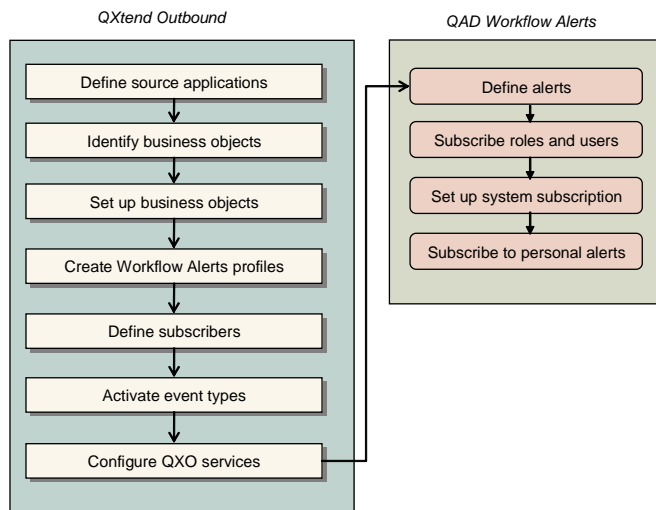 QXtend Outbound
Define source applications
Identify business objects
Set up business objects
Create Workflow Alerts profiles
Define subscribers
Activate event types
Configure QXO services
QAD Workflow Alerts
Define alerts
Subscribe roles and users
Set up system subscription
Subscribe to personal alerts